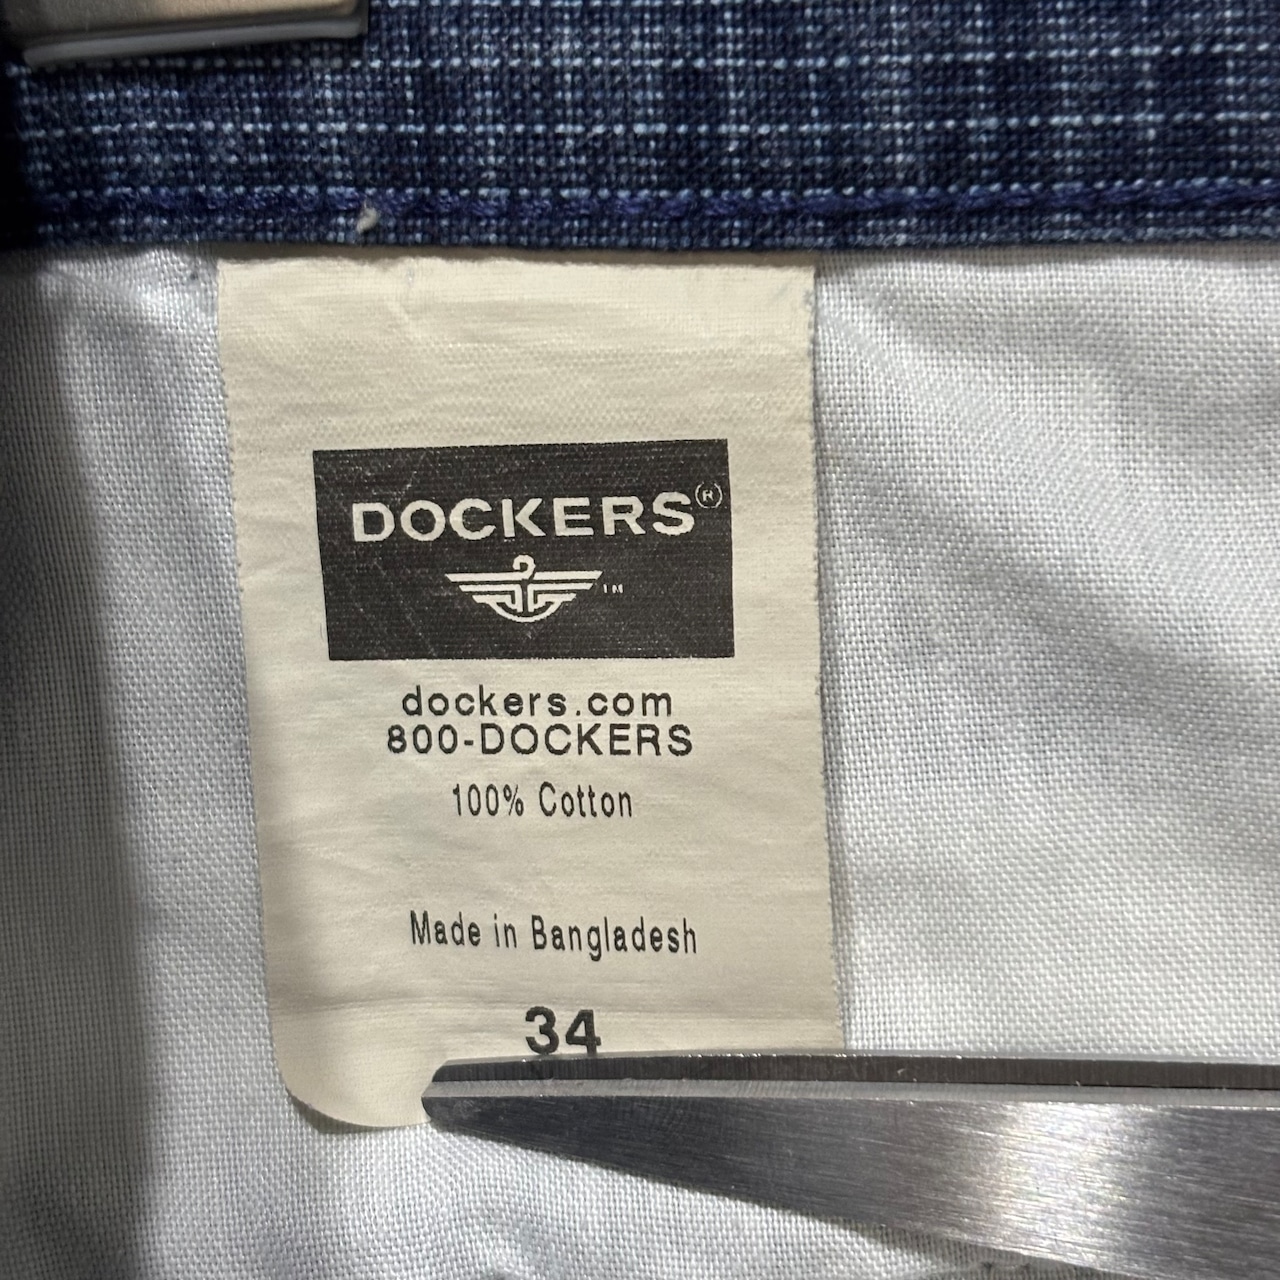 DOCKERS®
™
dockers.com
800-DOCKERS
100% Cotton
Made in Bangladesh
34